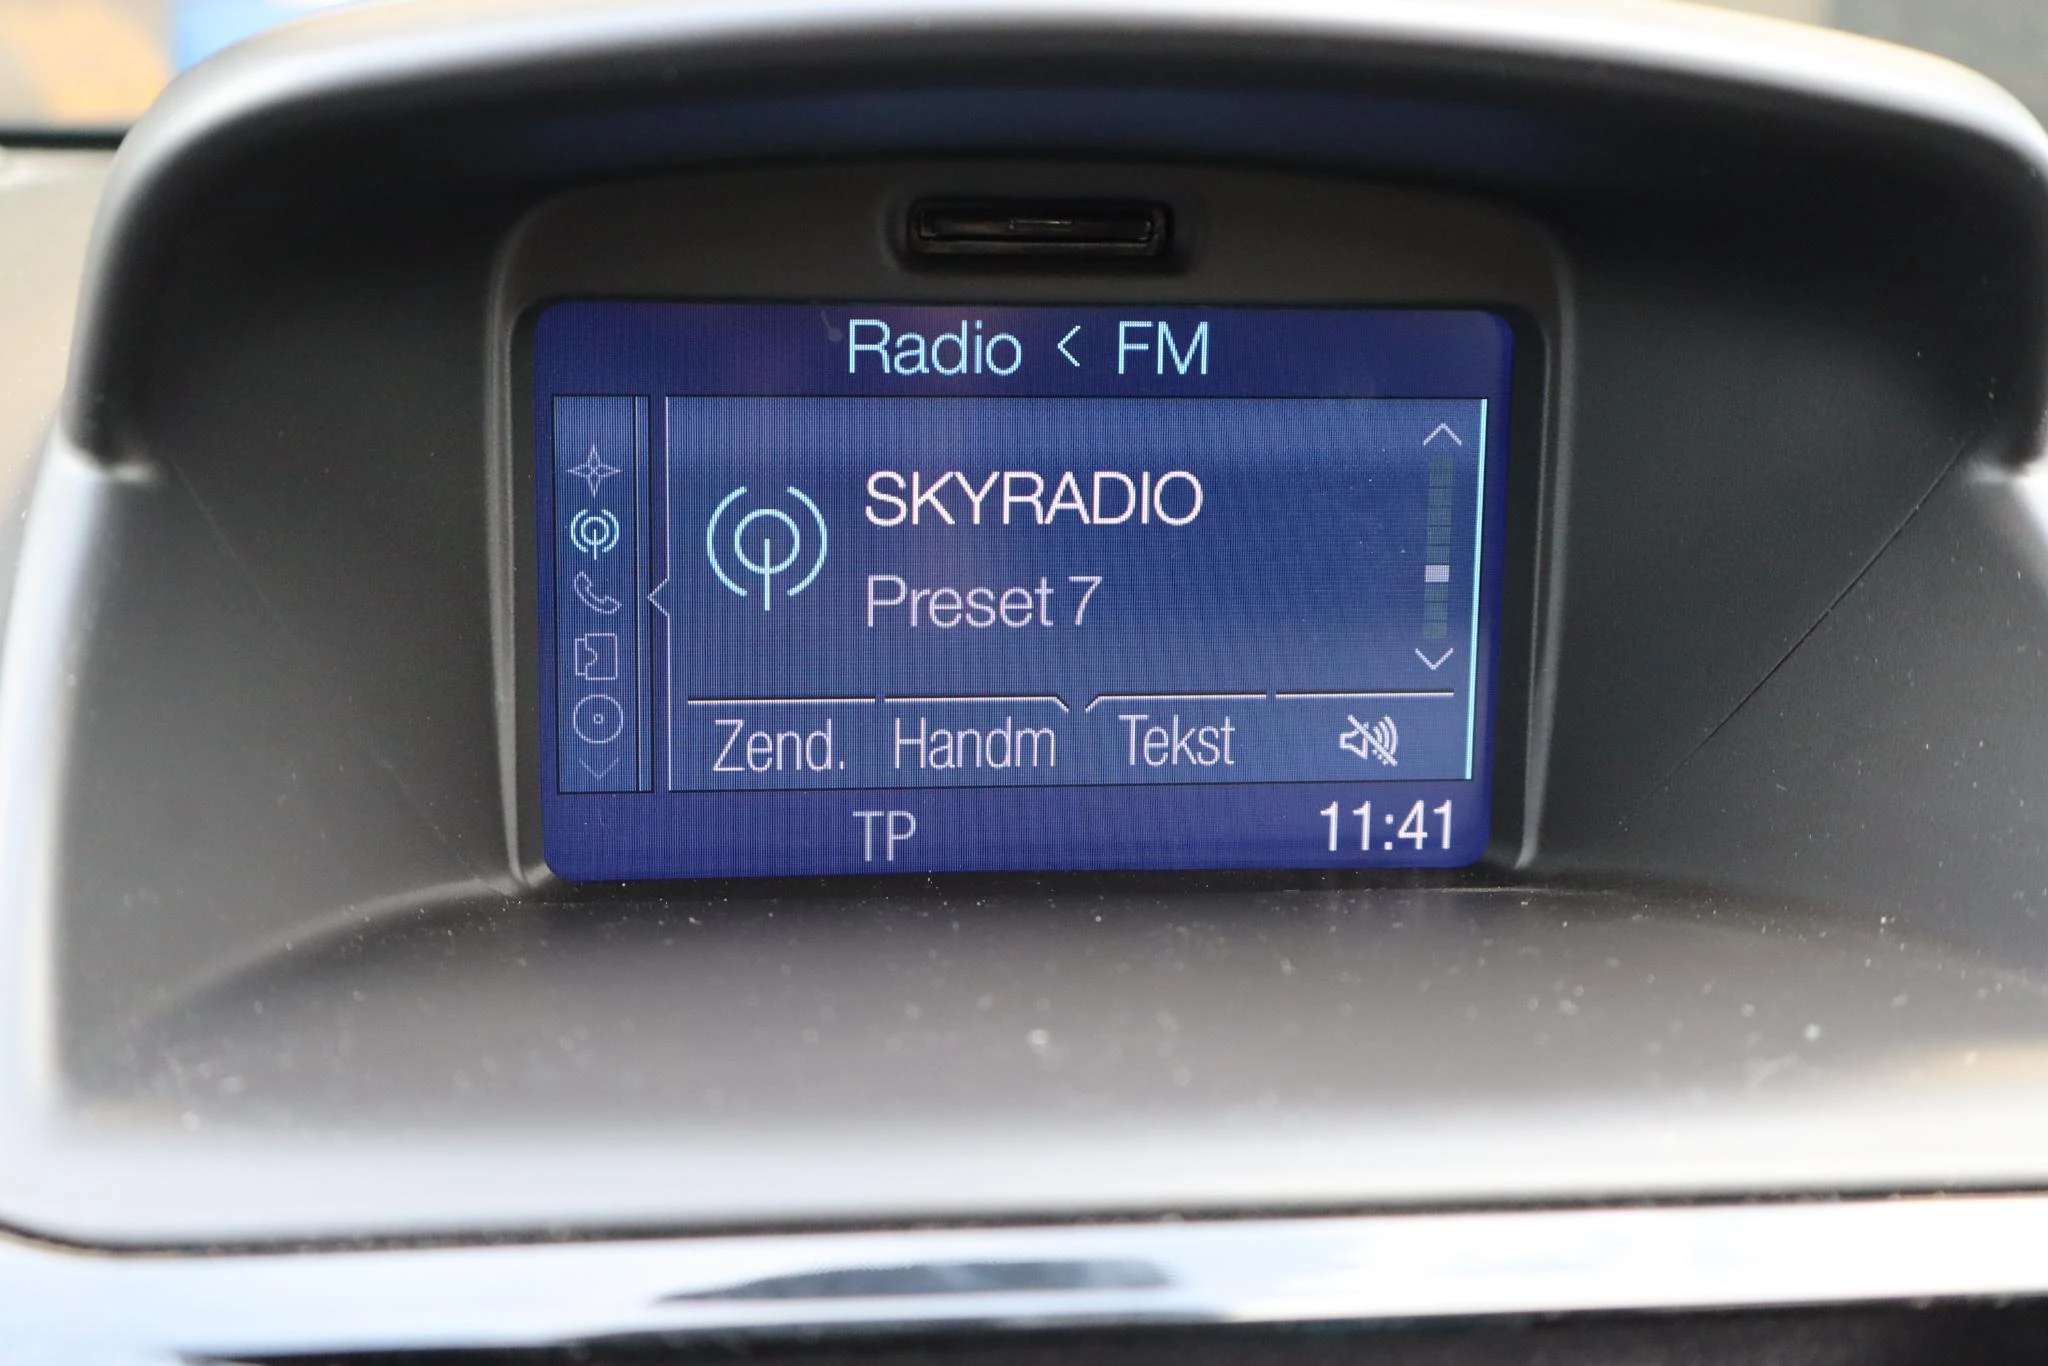 Radio < FM
SKYRADIO
Preset 7
Zend. Handm Tekst
TP 11:41